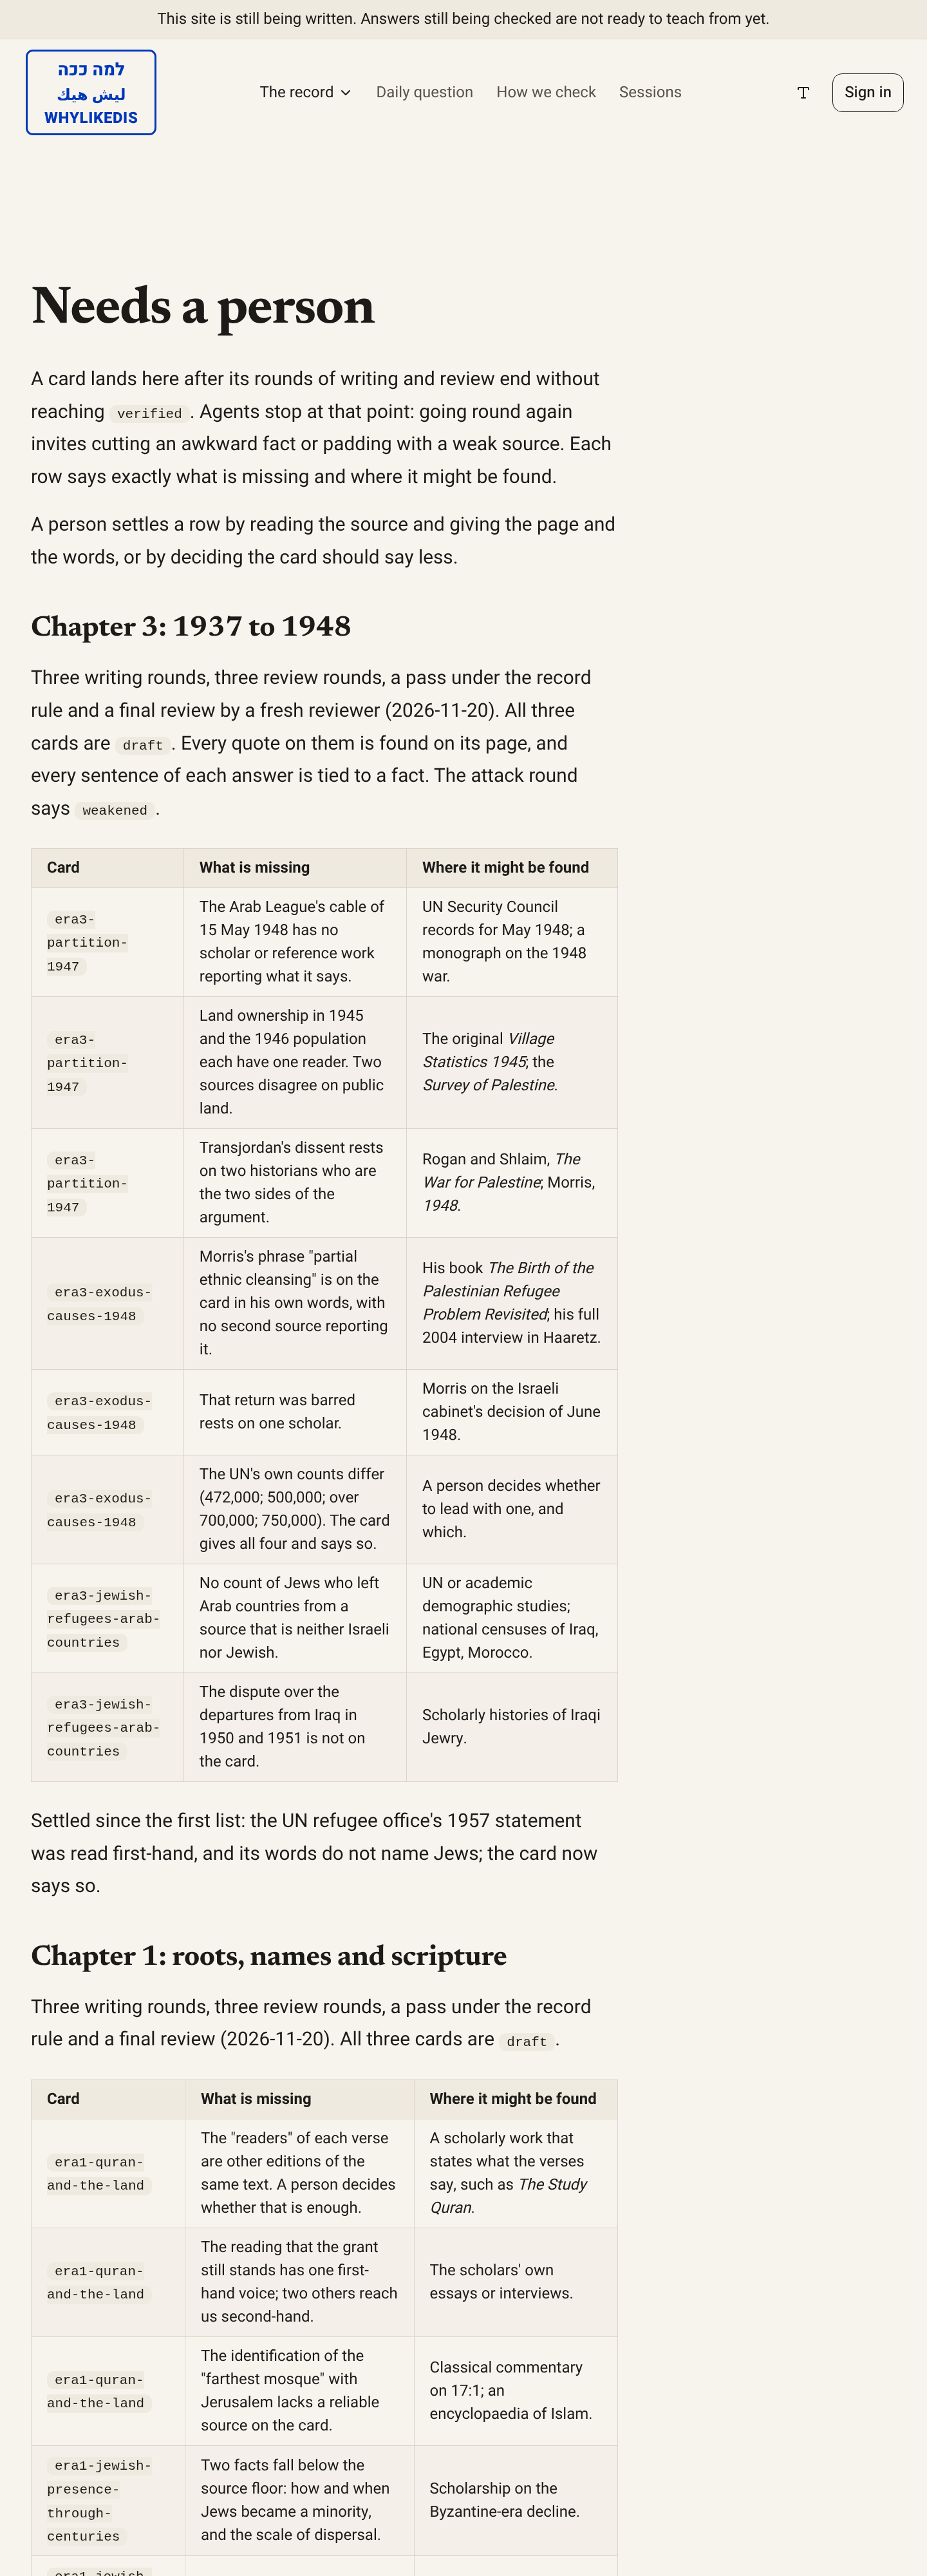 This site is still being written. Answers still being checked are not ready to teach from yet.
למה ככה
ليش هيك
WHYLIKEDIS
The record
Daily question
How we check
Sessions
T
Sign in
Needs a person
A card lands here after its rounds of writing and review end without
reaching verified. Agents stop at that point: going round again
invites cutting an awkward fact or padding with a weak source. Each
row says exactly what is missing and where it might be found.
A person settles a row by reading the source and giving the page and
the words, or by deciding the card should say less.
Chapter 3: 1937 to 1948
Three writing rounds, three review rounds, a pass under the record
rule and a final review by a fresh reviewer (2026-11-20). All three
cards are draft. Every quote on them is found on its page, and
every sentence of each answer is tied to a fact. The attack round
says weakened.
Card
What is missing
Where it might be found
era3-
partition-
1947
The Arab League's cable of
15 May 1948 has no
scholar or reference work
reporting what it says.
UN Security Council
records for May 1948; a
monograph on the 1948
war.
era3-
partition-
1947
Land ownership in 1945
and the 1946 population
each have one reader. Two
sources disagree on public
land.
The original Village
Statistics 1945; the
Survey of Palestine.
era3-
partition-
1947
Transjordan's dissent rests
on two historians who are
the two sides of the
argument.
Rogan and Shlaim, The
War for Palestine; Morris,
1948.
era3-exodus-
causes-1948
Morris's phrase "partial
ethnic cleansing" is on the
card in his own words, with
no second source reporting
it.
His book The Birth of the
Palestinian Refugee
Problem Revisited; his full
2004 interview in Haaretz.
era3-exodus-
causes-1948
That return was barred
rests on one scholar.
Morris on the Israeli
cabinet's decision of June
1948.
era3-exodus-
causes-1948
The UN's own counts differ
(472,000; 500,000; over
700,000; 750,000). The card
gives all four and says so.
A person decides whether
to lead with one, and
which.
era3-jewish-
refugees-arab-
countries
No count of Jews who left
Arab countries from a
source that is neither Israeli
nor Jewish.
UN or academic
demographic studies;
national censuses of Iraq,
Egypt, Morocco.
era3-jewish-
refugees-arab-
countries
The dispute over the
departures from Iraq in
1950 and 1951 is not on
the card.
Scholarly histories of Iraqi
Jewry.
Settled since the first list: the UN refugee office's 1957 statement
was read first-hand, and its words do not name Jews; the card now
says so.
Chapter 1: roots, names and scripture
Three writing rounds, three review rounds, a pass under the record
rule and a final review (2026-11-20). All three cards are draft.
Card
What is missing
Where it might be found
era1-quran-
and-the-land
The "readers" of each verse
are other editions of the
same text. A person decides
whether that is enough.
A scholarly work that
states what the verses
say, such as The Study
Quran.
era1-quran-
and-the-land
The reading that the grant
still stands has one first-
hand voice; two others reach
us second-hand.
The scholars' own
essays or interviews.
era1-quran-
and-the-land
The identification of the
"farthest mosque" with
Jerusalem lacks a reliable
source on the card.
Classical commentary
on 17:1; an
encyclopaedia of Islam.
era1-jewish-
presence-
through-
centuries
Two facts fall below the
source floor: how and when
Jews became a minority,
and the scale of dispersal.
Scholarship on the
Byzantine-era decline.